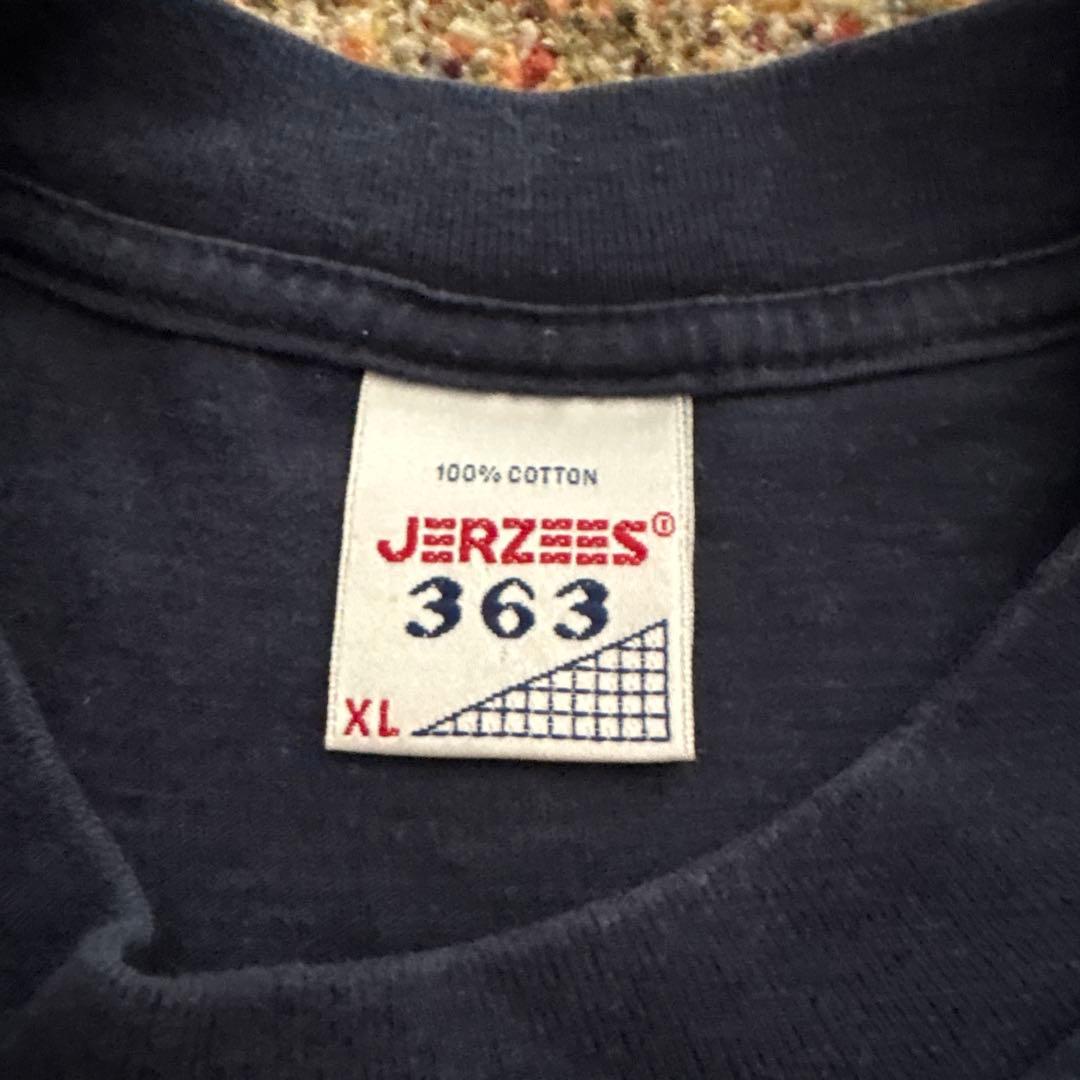 100% COTTON
JERZEES®
363
XL